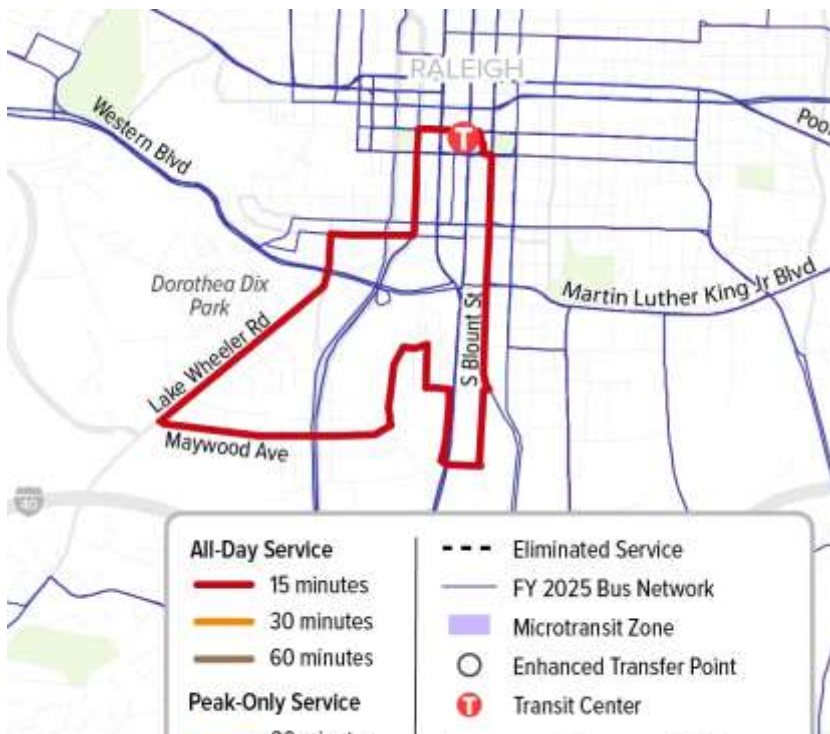 RALEIGH
T
Western Blvd
Poo
Dorothea Dix
Park
Martin Luther King Jr Blvd
S Blount St
Lake Wheeler Rd
Maywood Ave
40
All-Day Service
15 minutes
30 minutes
60 minutes
Peak-Only Service
Eliminated Service
FY 2025 Bus Network
Microtransit Zone
Enhanced Transfer Point
T
Transit Center